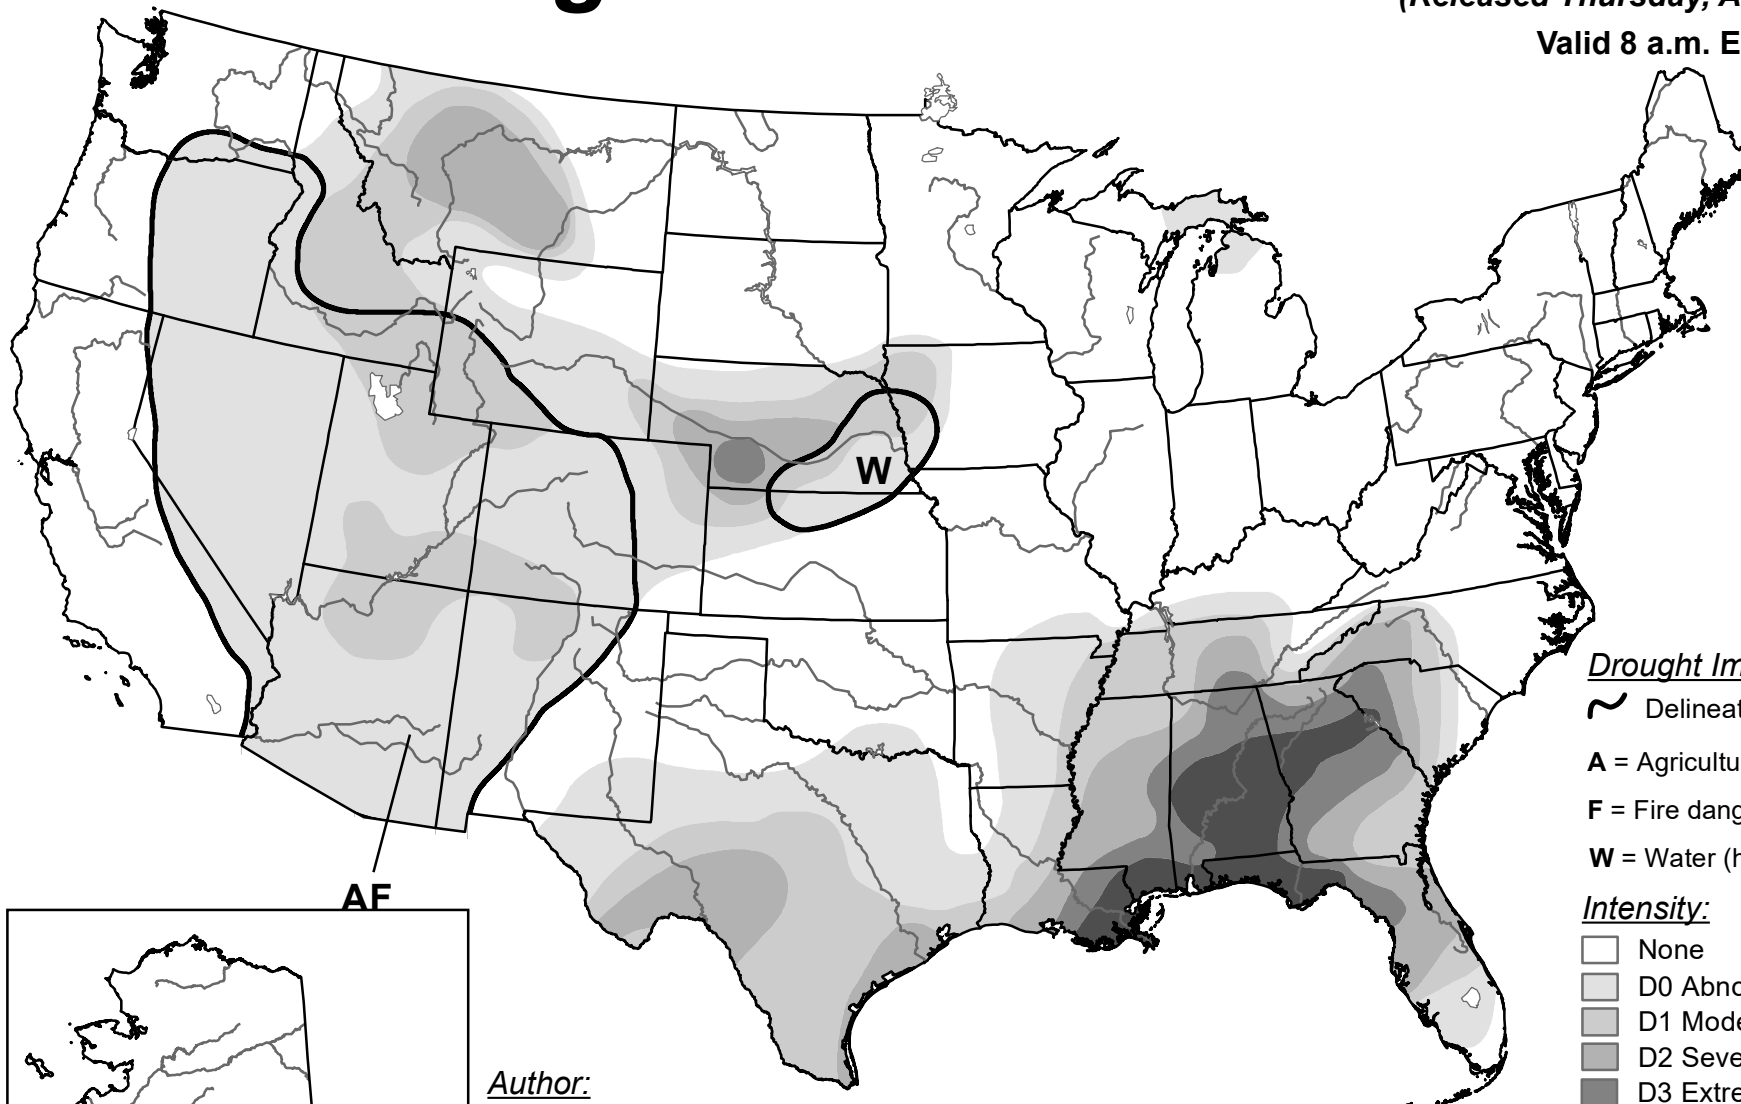 (Released Thursday, A
Valid 8 a.m. E
W
Drought Im
Delineat
A = Agricultu
F = Fire dang
W = Water (h
AF
Intensity:
None
D0 Abno
D1 Mode
D2 Seve
D3 Extre
Author: